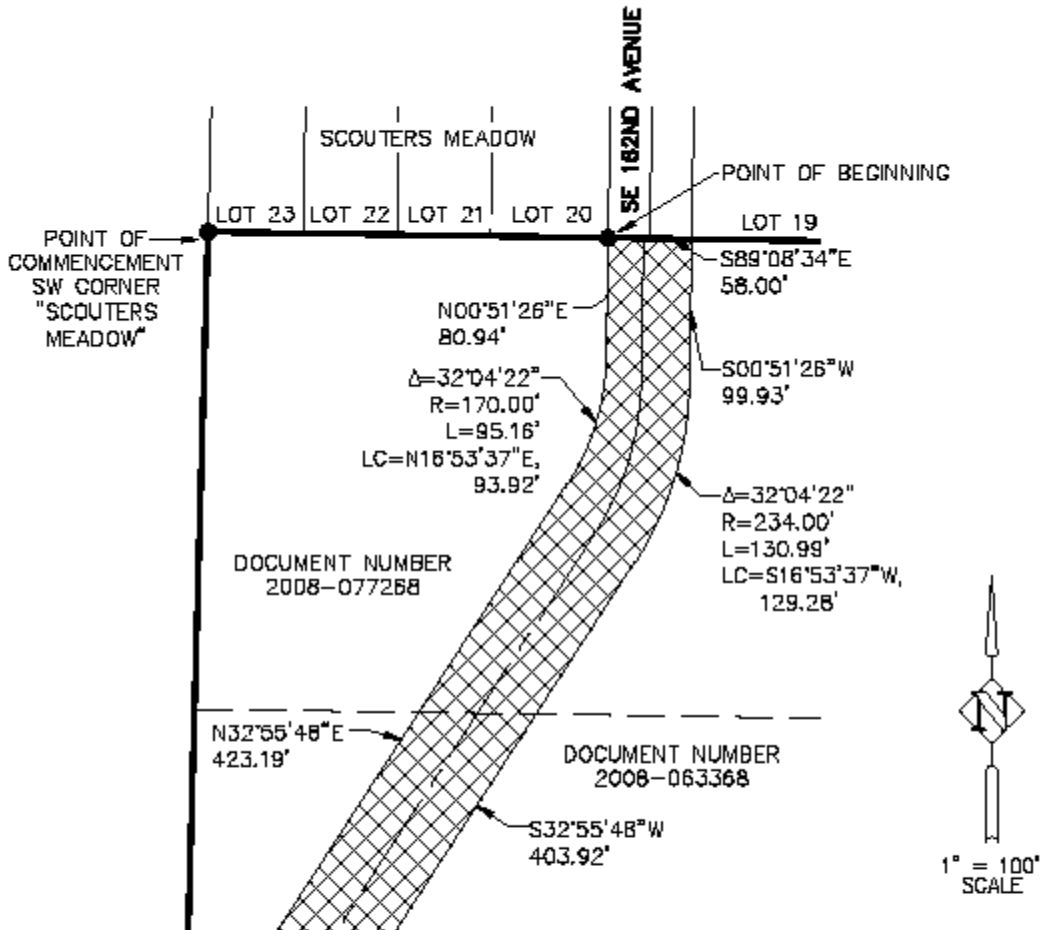 SE 162ND AVENUE
SCOUTERS MEADOW
POINT OF BEGINNING
LOT 23
LOT 22
LOT 21
LOT 20
LOT 19
POINT OF
COMMENCEMENT
SW CORNER
"SCOUTERS
MEADOW"
S89°08'34"E
58.00'
N00°51'26"E
80.94'
S00°51'26"W
99.93'
Δ=32°04'22"
R=170.00'
L=95.16'
LC=N16°53'37"E,
93.92'
Δ=32°04'22"
R=234.00'
L=130.99'
LC=S16°53'37"W,
129.28'
DOCUMENT NUMBER
2008-077268
N32°55'48"E
423.19'
DOCUMENT NUMBER
2008-063368
S32°55'48"W
403.92'
N
1" = 100'
SCALE